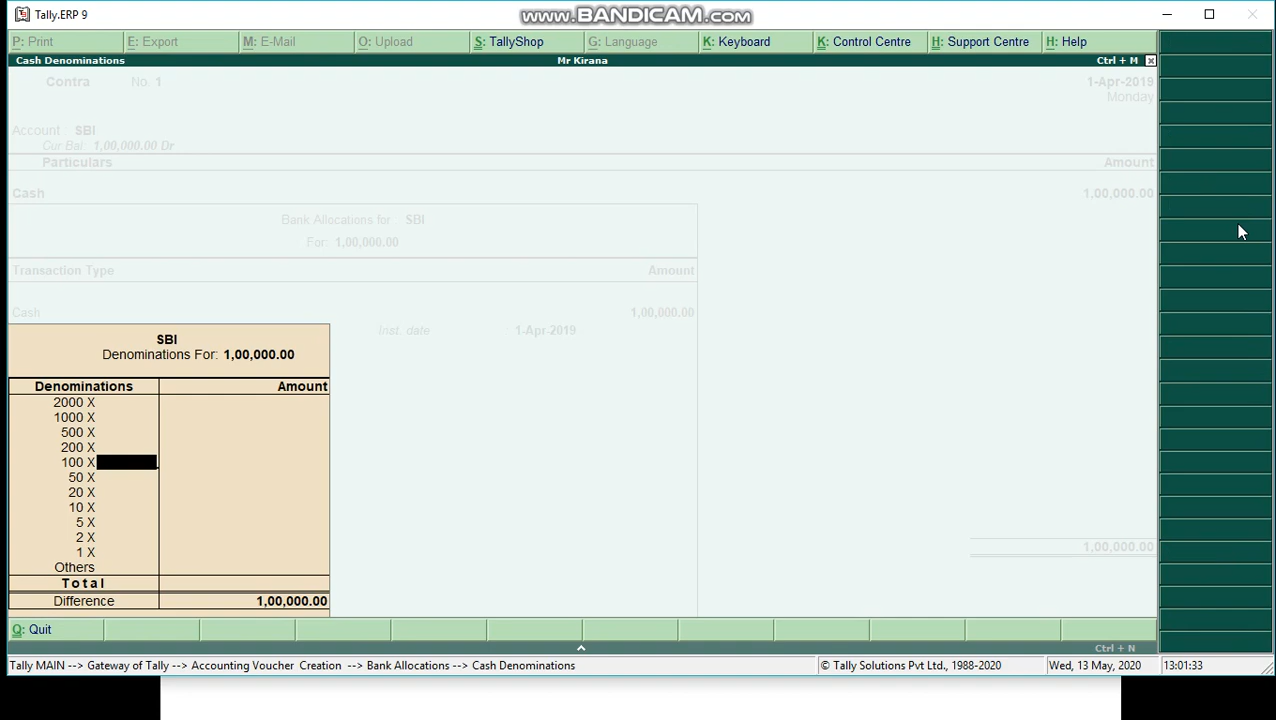 Tally.ERP 9
www.BANDICAM.com
P: Print E: Export M: E-Mail O: Upload S: TallyShop G: Language K: Keyboard K: Control Centre H: Support Centre H: Help
Cash Denominations Mr Kirana Ctrl + M
Contra No. 1 1-Apr-2019
Monday
Account : SBI
Cur Bal: 1,00,000.00 Dr
Particulars Amount
Cash 1,00,000.00
Bank Allocations for : SBI
For: 1,00,000.00
Transaction Type Amount
Cash 1,00,000.00
Inst. date : 1-Apr-2019
SBI
Denominations For: 1,00,000.00
Denominations Amount
2000 X
1000 X
500 X
200 X
100 X
50 X
20 X
10 X
5 X
2 X
1 X
Others
Total
Difference 1,00,000.00
1,00,000.00
Q: Quit
Ctrl + N
Tally MAIN --> Gateway of Tally --> Accounting Voucher Creation --> Bank Allocations --> Cash Denominations © Tally Solutions Pvt Ltd., 1988-2020 Wed, 13 May, 2020 13:01:33